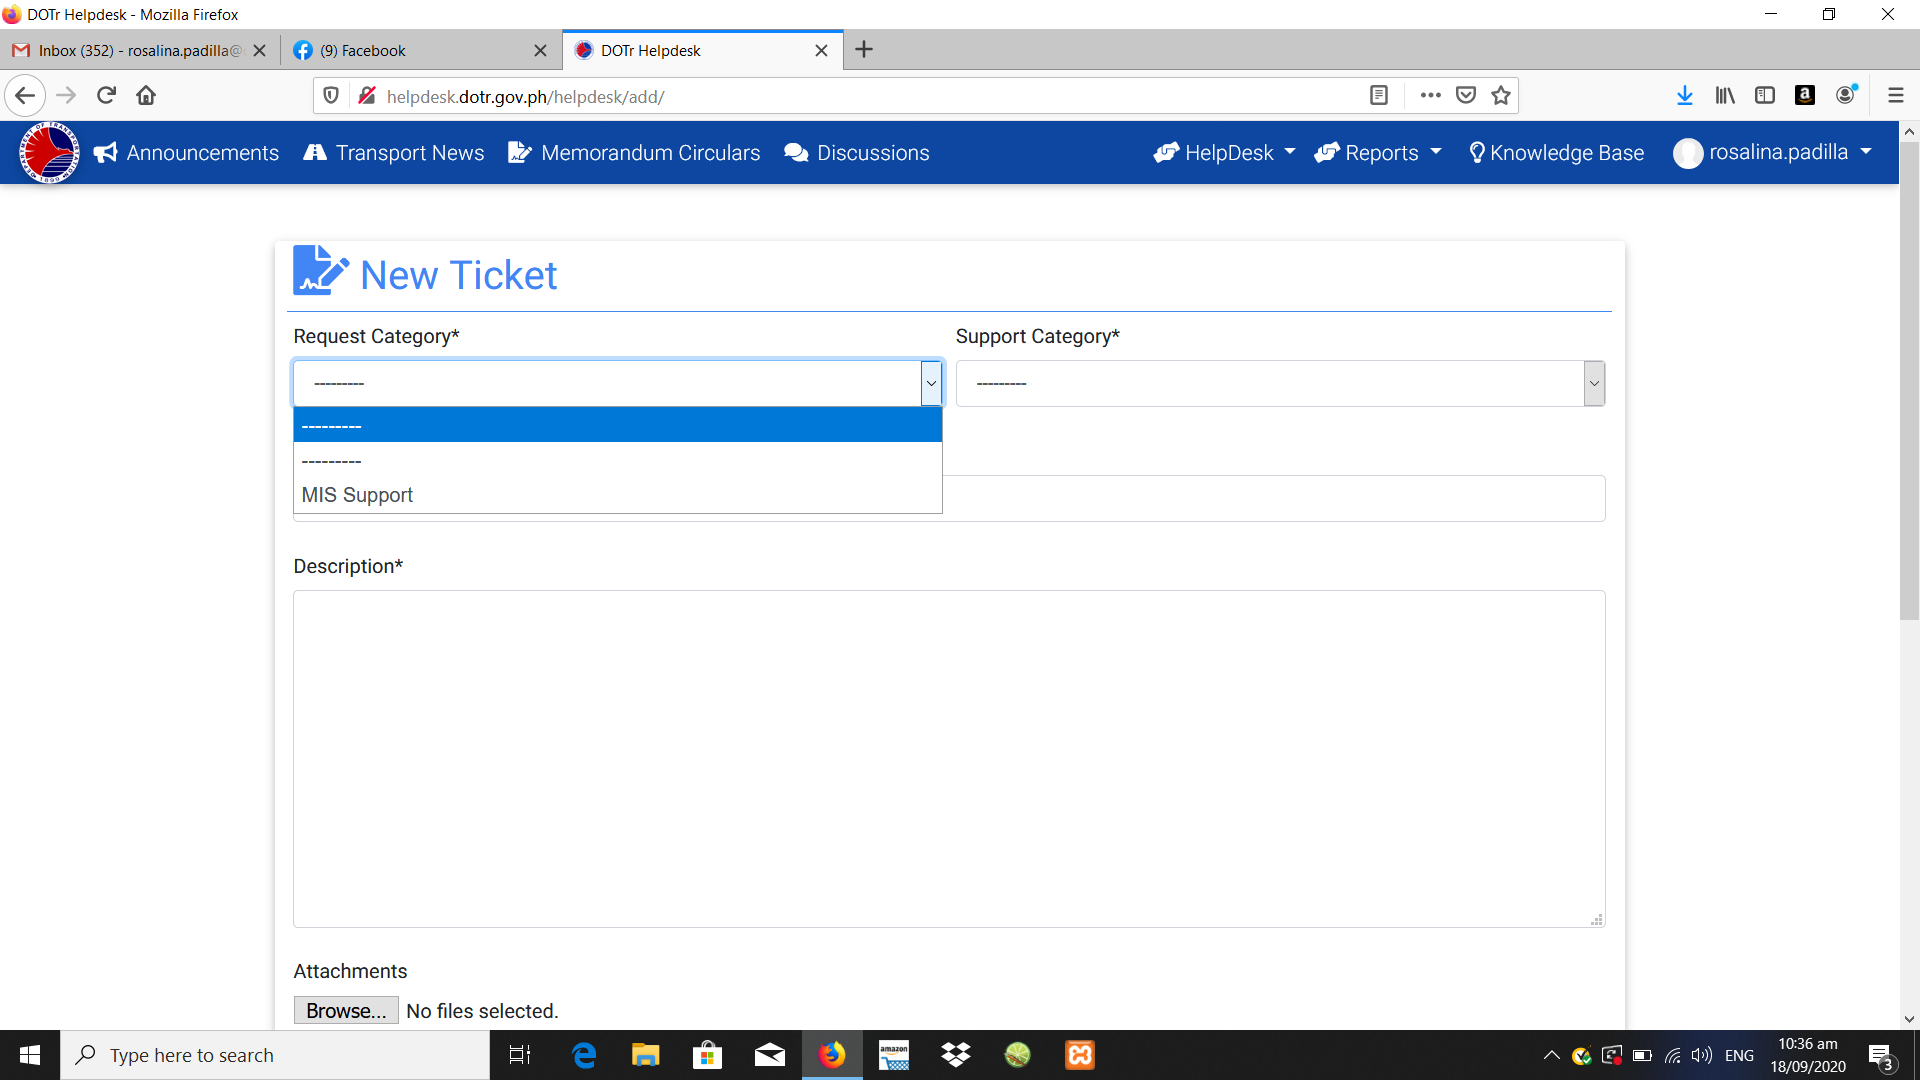 DOTr Helpdesk - Mozilla Firefox
Inbox (352) - rosalina.padilla@
(9) Facebook
DOTr Helpdesk
helpdesk.dotr.gov.ph/helpdesk/add/
Announcements
Transport News
Memorandum Circulars
Discussions
HelpDesk
Reports
Knowledge Base
rosalina.padilla
New Ticket
Request Category*
Support Category*
---------
---------
---------
---------
MIS Support
Description*
Attachments
Browse...
No files selected.
Type here to search
amazon
ENG
10:36 am
18/09/2020
3